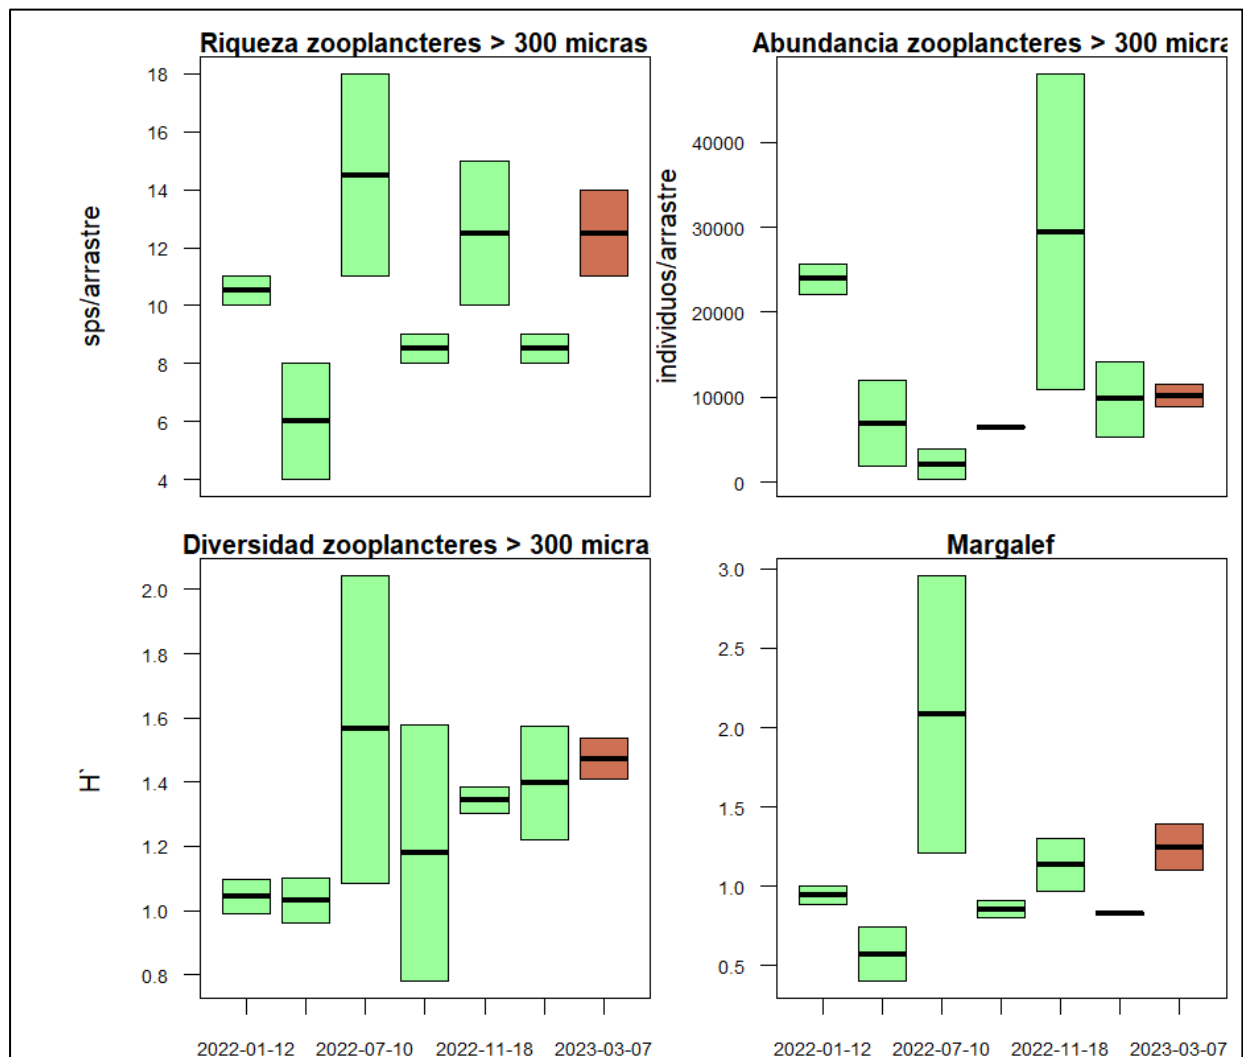 Riqueza zooplancteres > 300 micras
sps/arrastre
18
16
14
12
10
8
6
4
Abundancia zooplancteres > 300 micra
individuos/arrastre
40000
30000
20000
10000
0
Diversidad zooplancteres > 300 micra
H`
2.0
1.8
1.6
1.4
1.2
1.0
0.8
2022-01-12 2022-07-10 2022-11-18 2023-03-07
Margalef
3.0
2.5
2.0
1.5
1.0
0.5
2022-01-12 2022-07-10 2022-11-18 2023-03-07